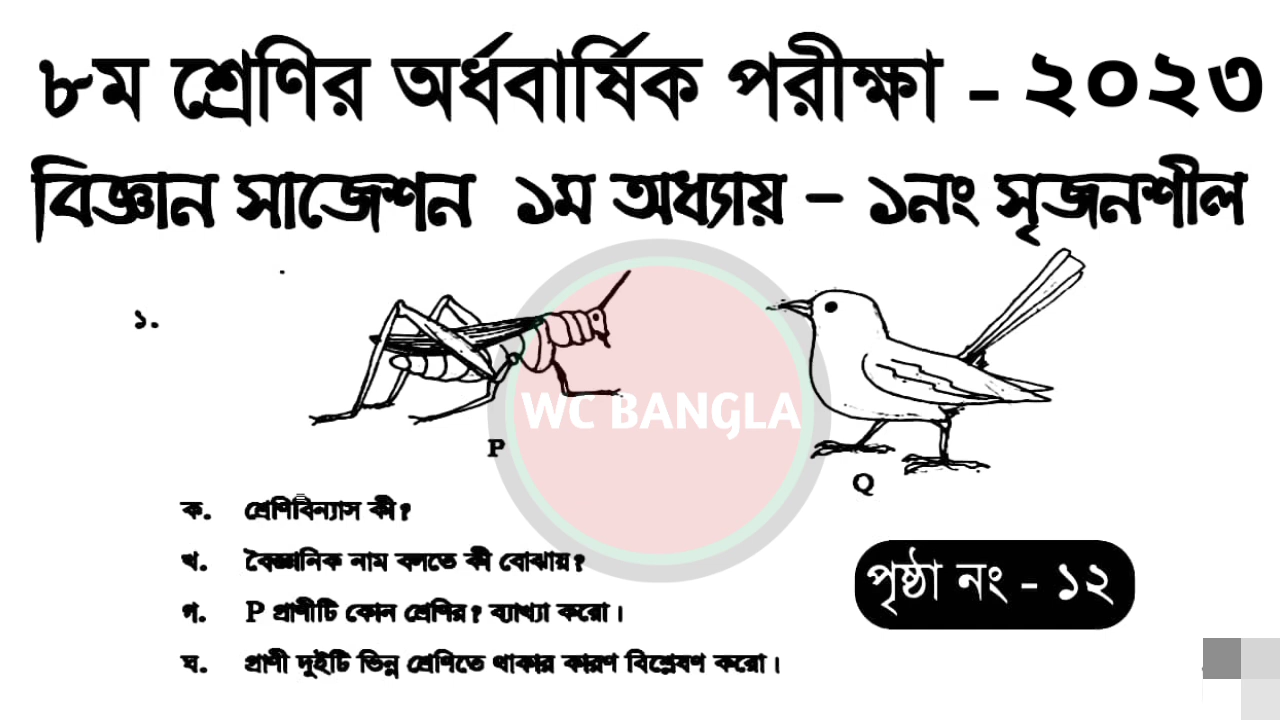 ৮ম শ্রেণির অর্ধবার্ষিক পরীক্ষা - ২০২৩
বিজ্ঞান সাজেশন ১ম অধ্যায় – ১নং সৃজনশীল
১.
WC BANGLA
P
Q
ক. শ্রেণিবিন্যাস কী?
খ. বৈজ্ঞানিক নাম বলতে কী বোঝায়?
গ. P প্রাণীটি কোন শ্রেণির? ব্যাখ্যা করো।
ঘ. প্রাণী দুইটি ভিন্ন শ্রেণিতে থাকার কারণ বিশ্লেষণ করো।
পৃষ্ঠা নং - ১২